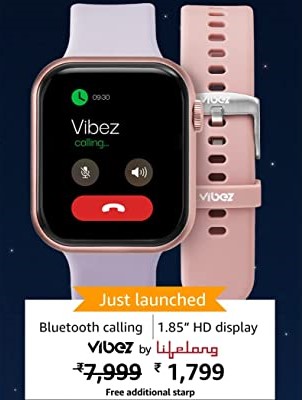 09:30
Vibez
calling...
vibez
vibez
Just launched
Bluetooth calling | 1.85” HD display
vibez by Lifelong
₹7,999 ₹1,799
Free additional starp